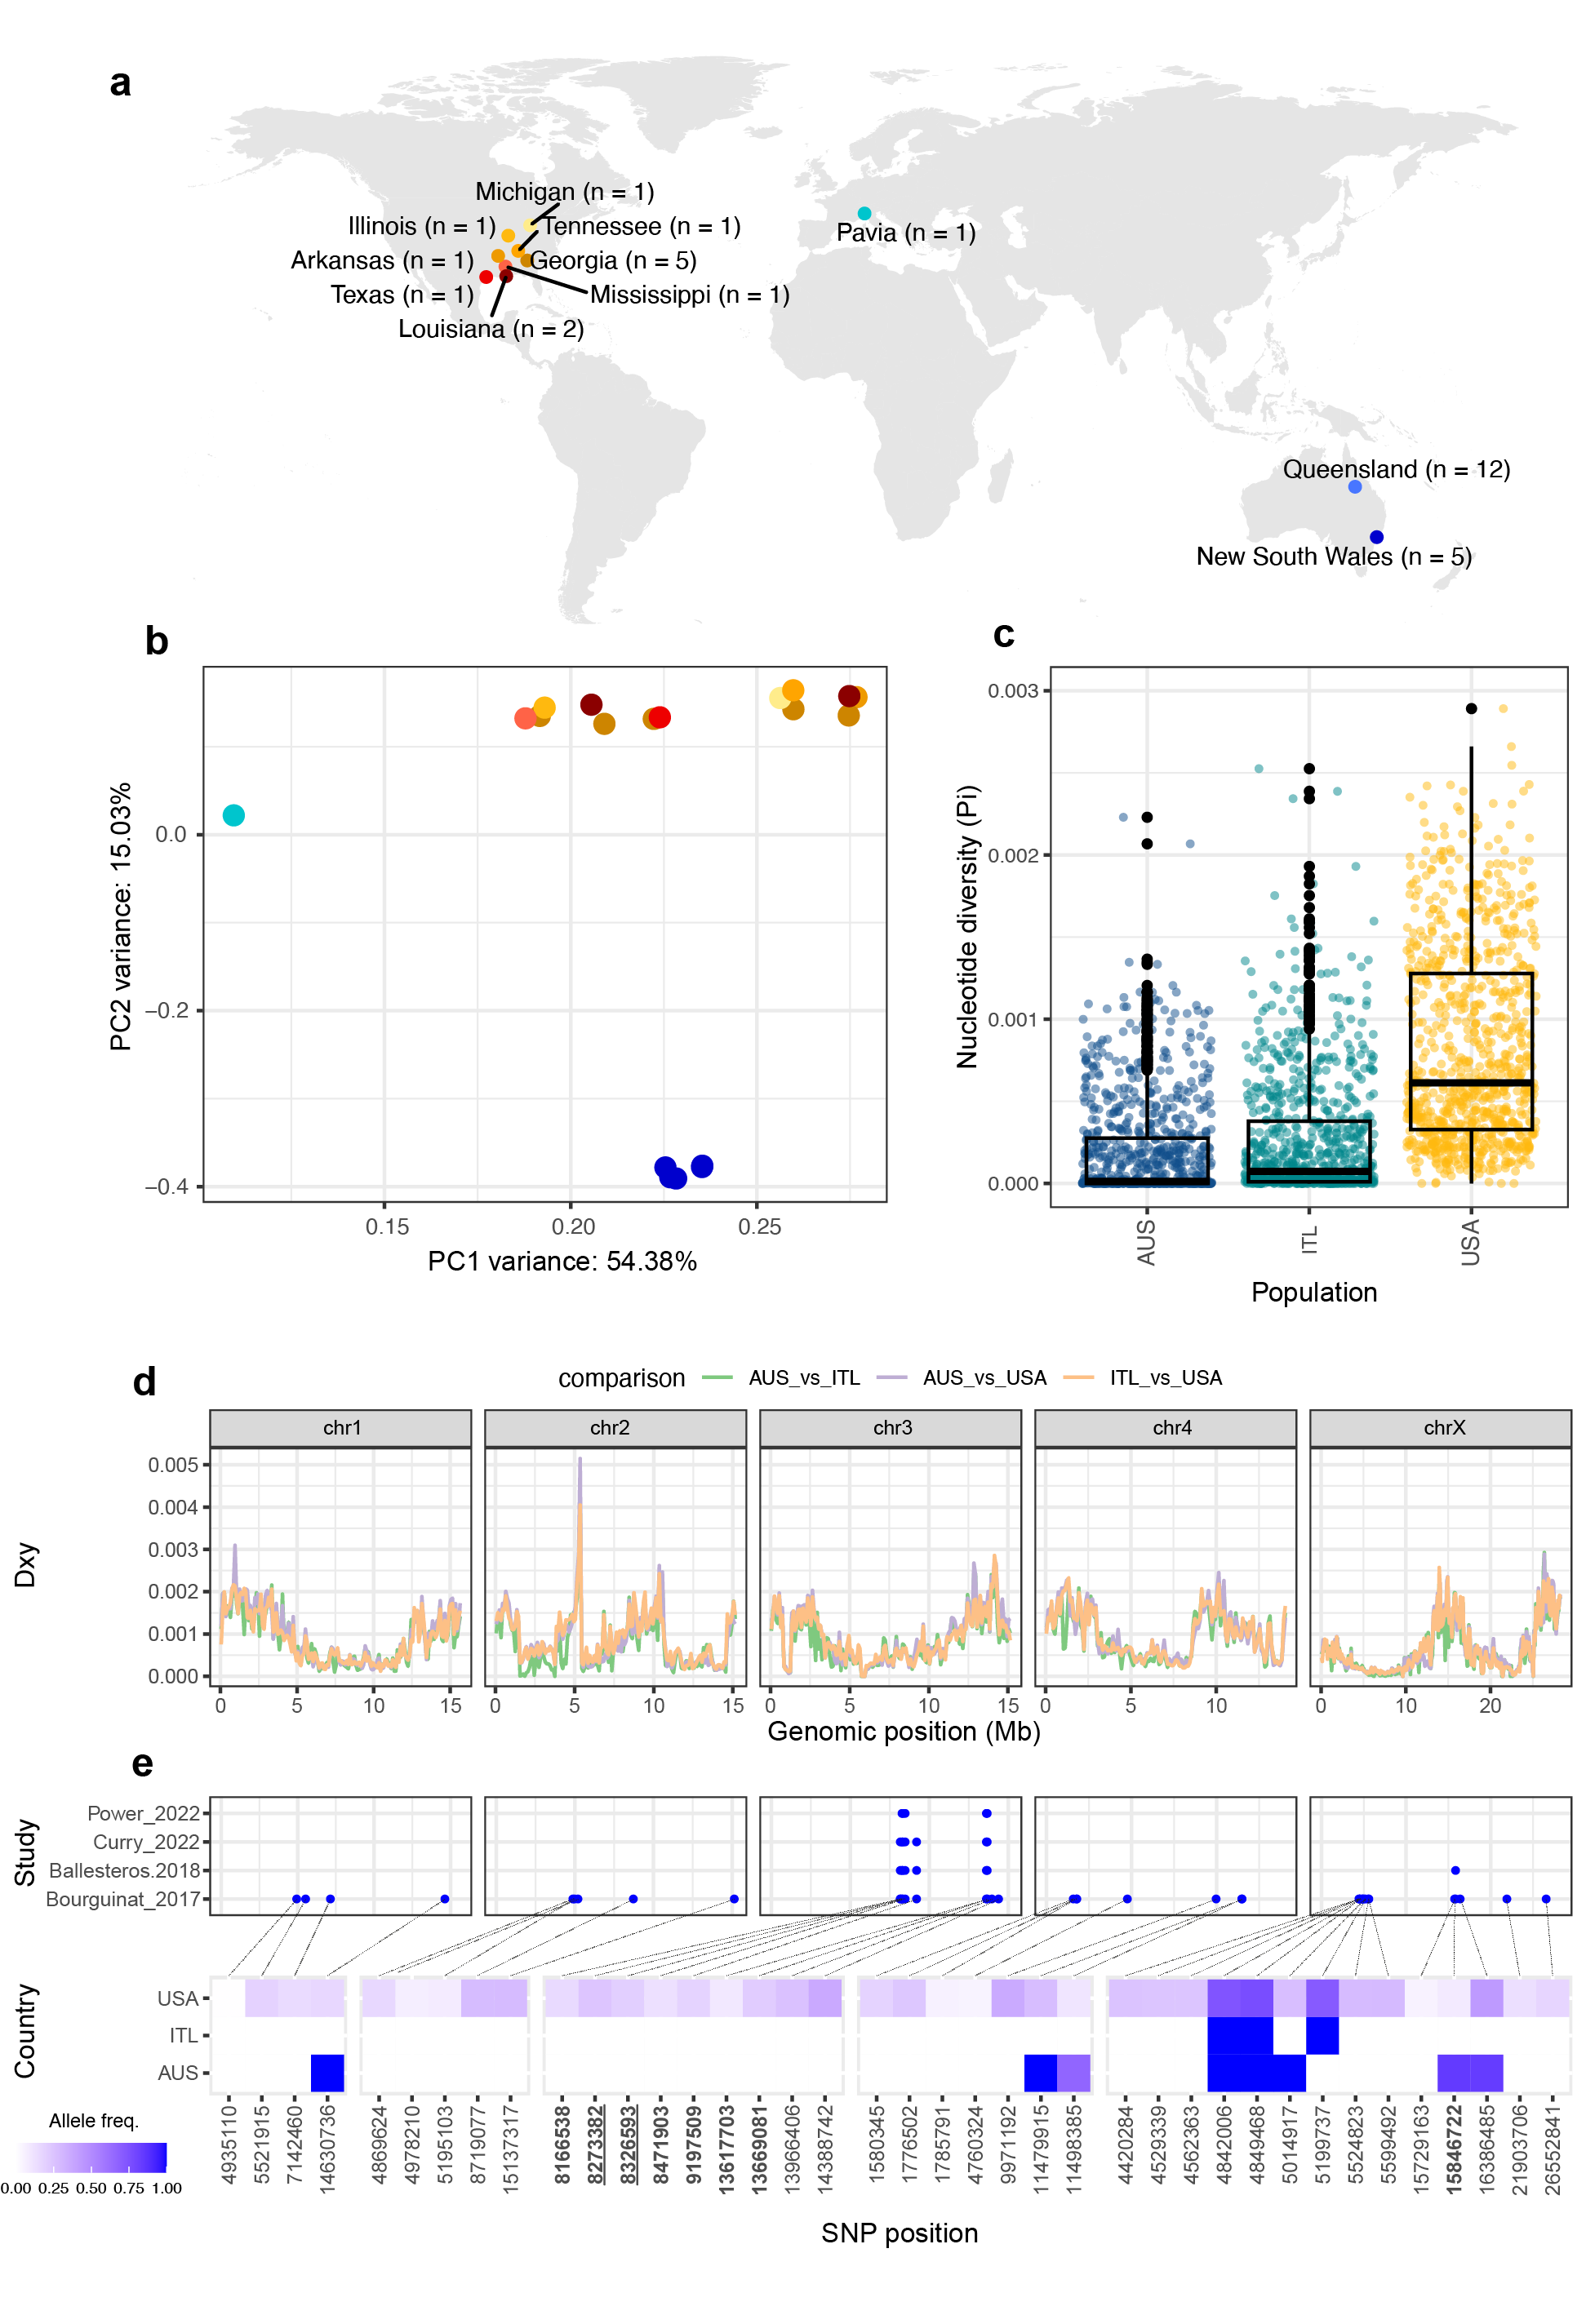 a
Michigan (n = 1)
Illinois (n = 1)
Tennessee (n = 1)
Arkansas (n = 1)
Georgia (n = 5)
Texas (n = 1)
Mississippi (n = 1)
Louisiana (n = 2)
Pavia (n = 1)
Queensland (n = 12)
New South Wales (n = 5)
b
PC2 variance: 15.03%
0.0
−0.2
−0.4
0.15
0.20
0.25
PC1 variance: 54.38%
c
Nucleotide diversity (Pi)
0.003
0.002
0.001
0.000
AUS
ITL
USA
Population
d
comparison
AUS_vs_ITL
AUS_vs_USA
ITL_vs_USA
chr1
chr2
chr3
chr4
chrX
Dxy
0.005
0.004
0.003
0.002
0.001
0.000
0 5 10 15
0 5 10 15
0 5 10 15
0 5 10
0 10 20
Genomic position (Mb)
e
Study
Power_2022
Curry_2022
Ballesteros.2018
Bourguinat_2017
Country
USA
ITL
AUS
4935110
5521915
7142460
14630736
4869624
4978210
5195103
8719077
15137317
8166538
8273382
8326593
8471903
9197509
13617703
13669081
13966406
14388742
1580345
1776502
1785791
4760324
9971192
11479915
11498385
4420284
4529339
4562363
4842006
4849468
5014917
5199737
5524823
5599492
15729163
15846722
16386485
21903706
26552841
Allele freq.
0.00 0.25 0.50 0.75 1.00
SNP position